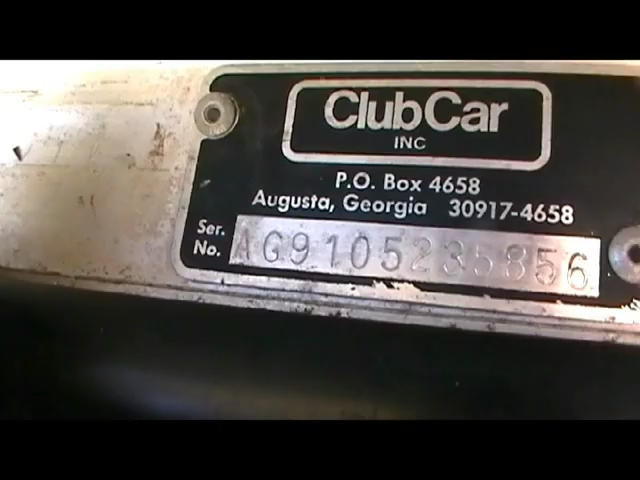 ClubCar
INC
P.O. Box 4658
Augusta, Georgia 30917-4658
Ser.
No. AG9105235856